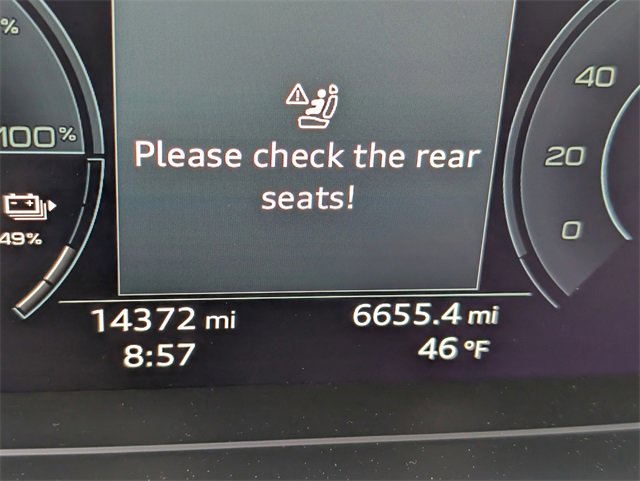 %
100%
40
Please check the rear
seats!
20
49%
0
14372 mi
6655.4 mi
8:57
46 °F